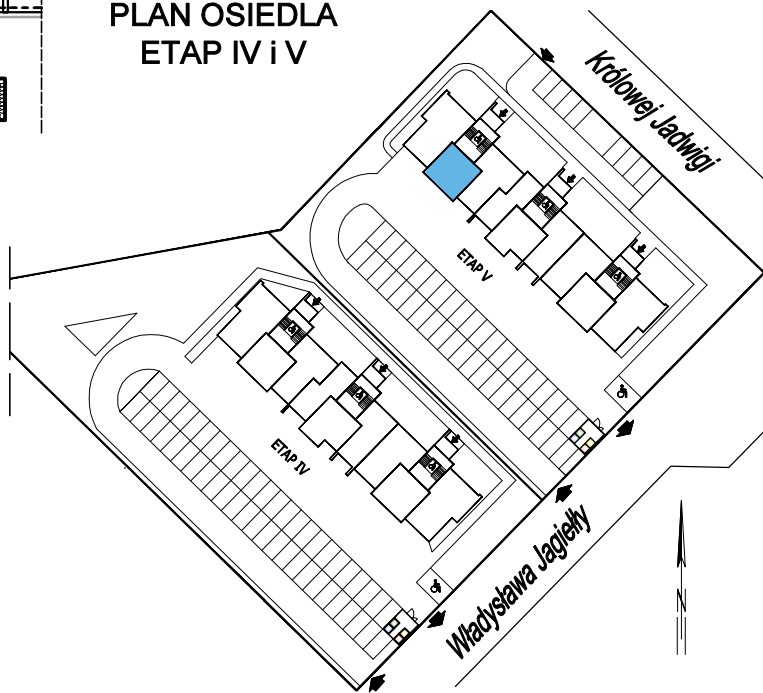 PLAN OSIEDLA
ETAP IV i V
Królowej Jadwigi
ETAP V
ETAP IV
Władysława Jagiełły
N